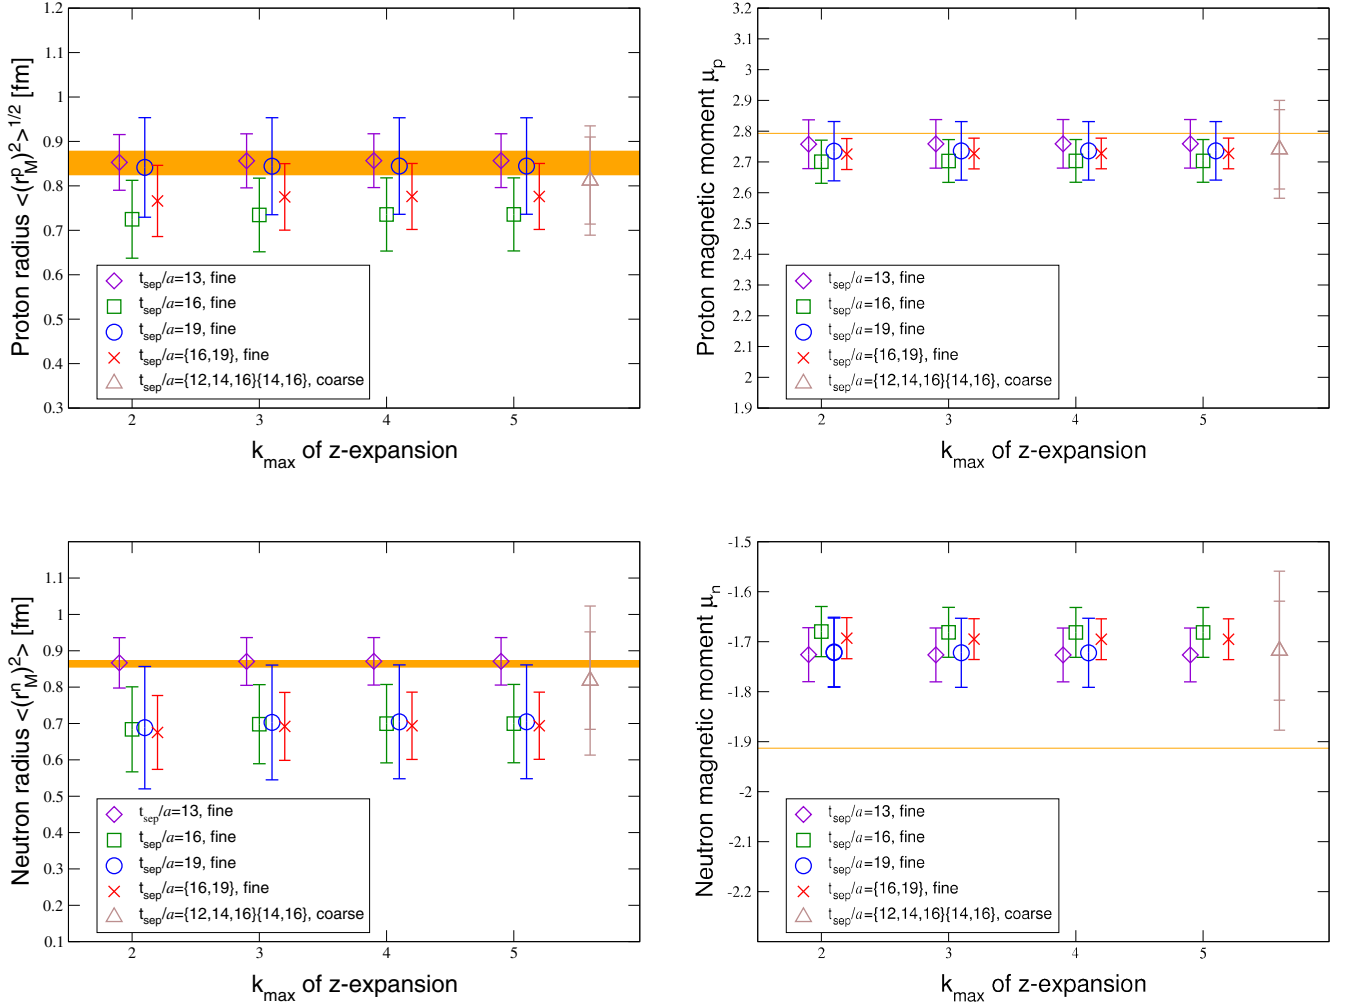 Proton radius <(r_M^p)^2>^{1/2} [fm]
1.2
1.1
1
0.9
0.8
0.7
0.6
0.5
0.4
0.3
t_sep/a=13, fine
t_sep/a=16, fine
t_sep/a=19, fine
t_sep/a={16,19}, fine
t_sep/a={12,14,16}{14,16}, coarse
2 3 4 5
k_max of z-expansion
Proton magnetic moment μ_p
3.2
3.1
3
2.9
2.8
2.7
2.6
2.5
2.4
2.3
2.2
2.1
2
1.9
t_sep/a=13, fine
t_sep/a=16, fine
t_sep/a=19, fine
t_sep/a={16,19}, fine
t_sep/a={12,14,16}{14,16}, coarse
2 3 4 5
k_max of z-expansion
Neutron radius <(r_M^n)^2> [fm]
1.1
1
0.9
0.8
0.7
0.6
0.5
0.4
0.3
0.2
0.1
t_sep/a=13, fine
t_sep/a=16, fine
t_sep/a=19, fine
t_sep/a={16,19}, fine
t_sep/a={12,14,16}{14,16}, coarse
2 3 4 5
k_max of z-expansion
Neutron magnetic moment μ_n
-1.5
-1.6
-1.7
-1.8
-1.9
-2
-2.1
-2.2
t_sep/a=13, fine
t_sep/a=16, fine
t_sep/a=19, fine
t_sep/a={16,19}, fine
t_sep/a={12,14,16}{14,16}, coarse
2 3 4 5
k_max of z-expansion